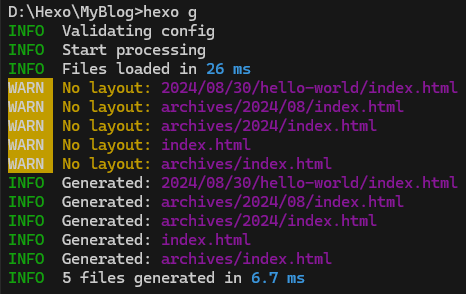 D:\Hexo\MyBlog>hexo g
INFO  Validating config
INFO  Start processing
INFO  Files loaded in 26 ms
WARN  No layout: 2024/08/30/hello-world/index.html
WARN  No layout: archives/2024/08/index.html
WARN  No layout: archives/2024/index.html
WARN  No layout: index.html
WARN  No layout: archives/index.html
INFO  Generated: 2024/08/30/hello-world/index.html
INFO  Generated: archives/2024/08/index.html
INFO  Generated: archives/2024/index.html
INFO  Generated: index.html
INFO  Generated: archives/index.html
INFO  5 files generated in 6.7 ms